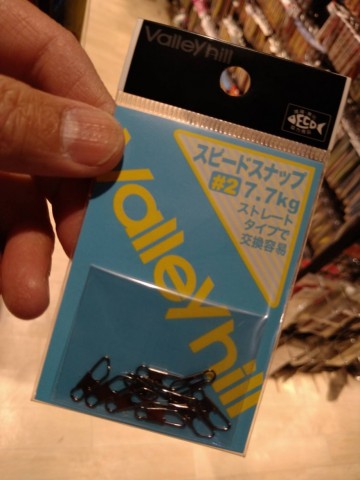 Valleyhill
スピードスナップ
#2 7.7kg
ストレート
タイプで
交換容易
Valleyhill